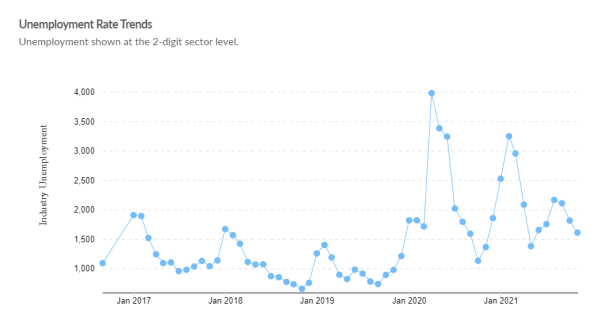 Unemployment Rate Trends
Unemployment shown at the 2-digit sector level.
Industry Unemployment
4,000
3,500
3,000
2,500
2,000
1,500
1,000
Jan 2017 Jan 2018 Jan 2019 Jan 2020 Jan 2021